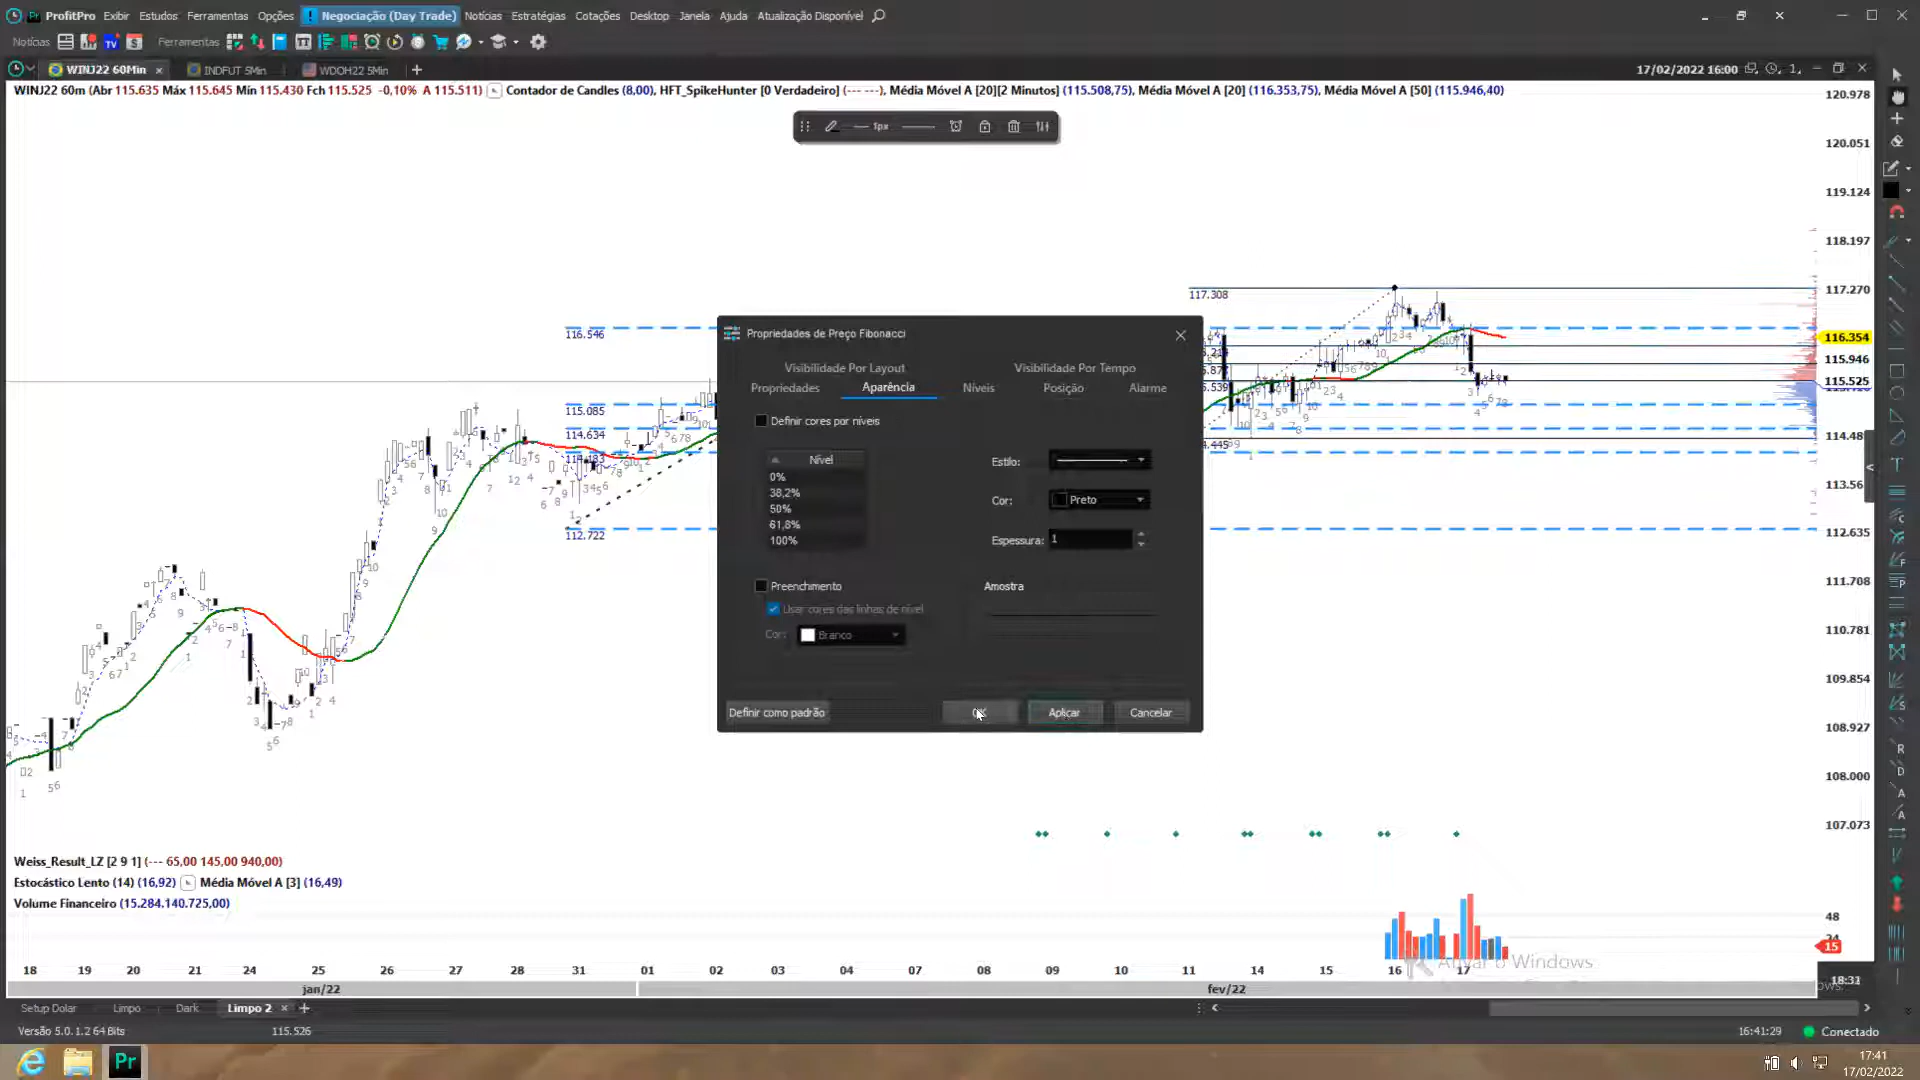 ProfitPro Exibir Estudos Ferramentas Opções ! Negociação (Day Trade) Notícias Estratégias Cotações Desktop Janela Ajuda Atualização Disponível
Notícias TV $ Ferramentas
WINJ22 60Min × INDFUT 5Min WDOH22 5Min + 17/02/2022 16:00
WINJ22 60m (Abr 115.635 Máx 115.645 Mín 115.430 Fch 115.525 -0,10% A 115.511) Contador de Candles (8,00), HFT_SpikeHunter [0 Verdadeiro] (--- ---), Média Móvel A [20][2 Minutos] (115.508,75), Média Móvel A [20] (116.353,75), Média Móvel A [50] (115.946,40)
1px
120.978
120.051
119.124
118.197
117.270
116.354
115.946
115.525
114.48
113.56
112.635
111.708
110.781
109.854
108.927
108.000
107.073
117.308
116.546
115.085
114.634
114.183
112.722
Propriedades de Preço Fibonacci
Visibilidade Por Layout Visibilidade Por Tempo
Propriedades Aparência Níveis Posição Alarme
Definir cores por níveis
Nível
0%
38,2%
50%
61,8%
100%
Estilo:
Cor: Preto
Espessura: 1
Preenchimento
Usar cores das linhas de nível
Cor: Branco
Amostra
Definir como padrão OK Aplicar Cancelar
Weiss_Result_LZ [2 9 1] (--- 65,00 145,00 940,00)
Estocástico Lento (14) (16,92) Média Móvel A [3] (16,49)
Volume Financeiro (15.284.140.725,00)
48
15
Ativar o Windows
18 19 20 21 24 25 26 27 28 31 01 02 03 04 07 08 09 10 11 14 15 16 17
jan/22 fev/22
18:31
Setup Dolar Limpo Dark Limpo 2 × +
Versão 5.0.1.2 64 Bits 115.526 16:41:29 Conectado
Pr 17:41
17/02/2022